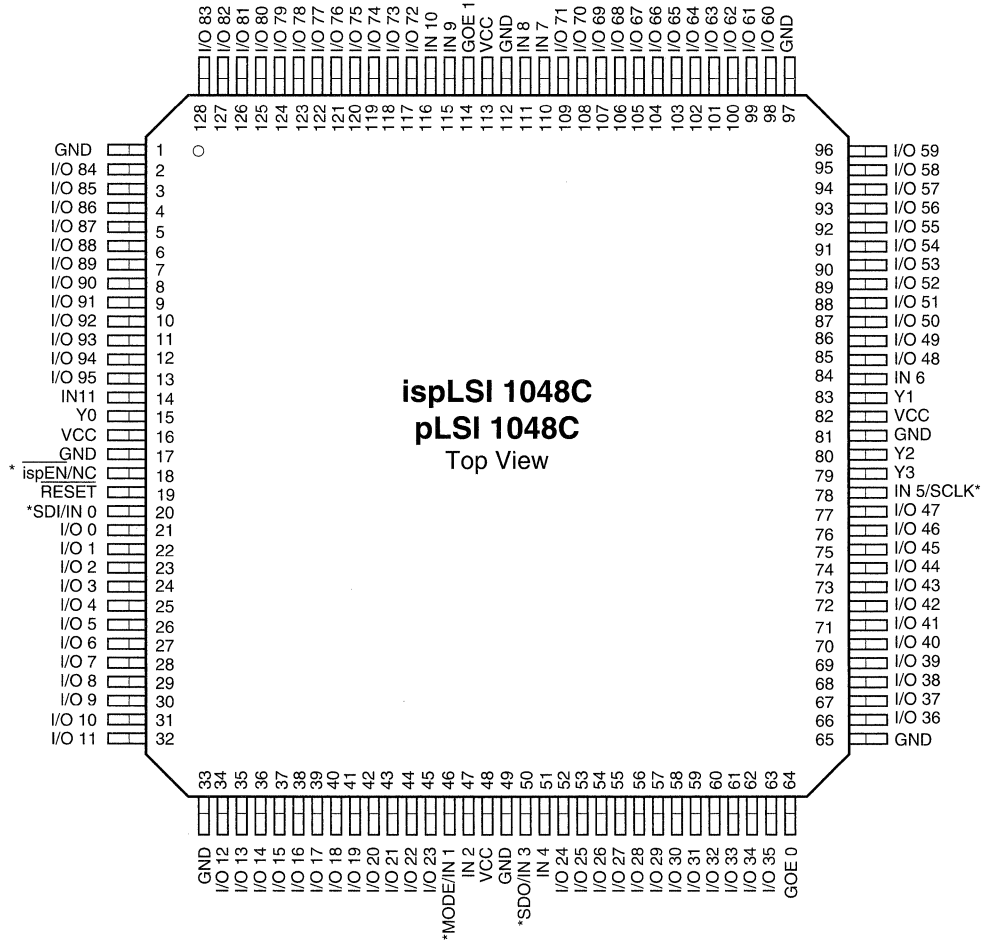 I/O 83 I/O 82 I/O 81 I/O 80 I/O 79 I/O 78 I/O 77 I/O 76 I/O 75 I/O 74 I/O 73 I/O 72 IN 10 IN 9 GOE 1 VCC GND IN 8 IN 7 I/O 71 I/O 70 I/O 69 I/O 68 I/O 67 I/O 66 I/O 65 I/O 64 I/O 63 I/O 62 I/O 61 I/O 60 GND
128 127 126 125 124 123 122 121 120 119 118 117 116 115 114 113 112 111 110 109 108 107 106 105 104 103 102 101 100 99 98 97
GND 1 96 I/O 59
I/O 84 2 95 I/O 58
I/O 85 3 94 I/O 57
I/O 86 4 93 I/O 56
I/O 87 5 92 I/O 55
I/O 88 6 91 I/O 54
I/O 89 7 90 I/O 53
I/O 90 8 89 I/O 52
I/O 91 9 88 I/O 51
I/O 92 10 87 I/O 50
I/O 93 11 86 I/O 49
I/O 94 12 85 I/O 48
I/O 95 13 84 IN 6
IN11 14 83 Y1
Y0 15 82 VCC
VCC 16 81 GND
GND 17 80 Y2
* ispEN/NC 18 79 Y3
RESET 19 78 IN 5/SCLK*
*SDI/IN 0 20 77 I/O 47
I/O 0 21 76 I/O 46
I/O 1 22 75 I/O 45
I/O 2 23 74 I/O 44
I/O 3 24 73 I/O 43
I/O 4 25 72 I/O 42
I/O 5 26 71 I/O 41
I/O 6 27 70 I/O 40
I/O 7 28 69 I/O 39
I/O 8 29 68 I/O 38
I/O 9 30 67 I/O 37
I/O 10 31 66 I/O 36
I/O 11 32 65 GND
ispLSI 1048C
pLSI 1048C
Top View
33 34 35 36 37 38 39 40 41 42 43 44 45 46 47 48 49 50 51 52 53 54 55 56 57 58 59 60 61 62 63 64
GND I/O 12 I/O 13 I/O 14 I/O 15 I/O 16 I/O 17 I/O 18 I/O 19 I/O 20 I/O 21 I/O 22 I/O 23 *MODE/IN 1 IN 2 VCC GND *SDO/IN 3 IN 4 I/O 24 I/O 25 I/O 26 I/O 27 I/O 28 I/O 29 I/O 30 I/O 31 I/O 32 I/O 33 I/O 34 I/O 35 GOE 0